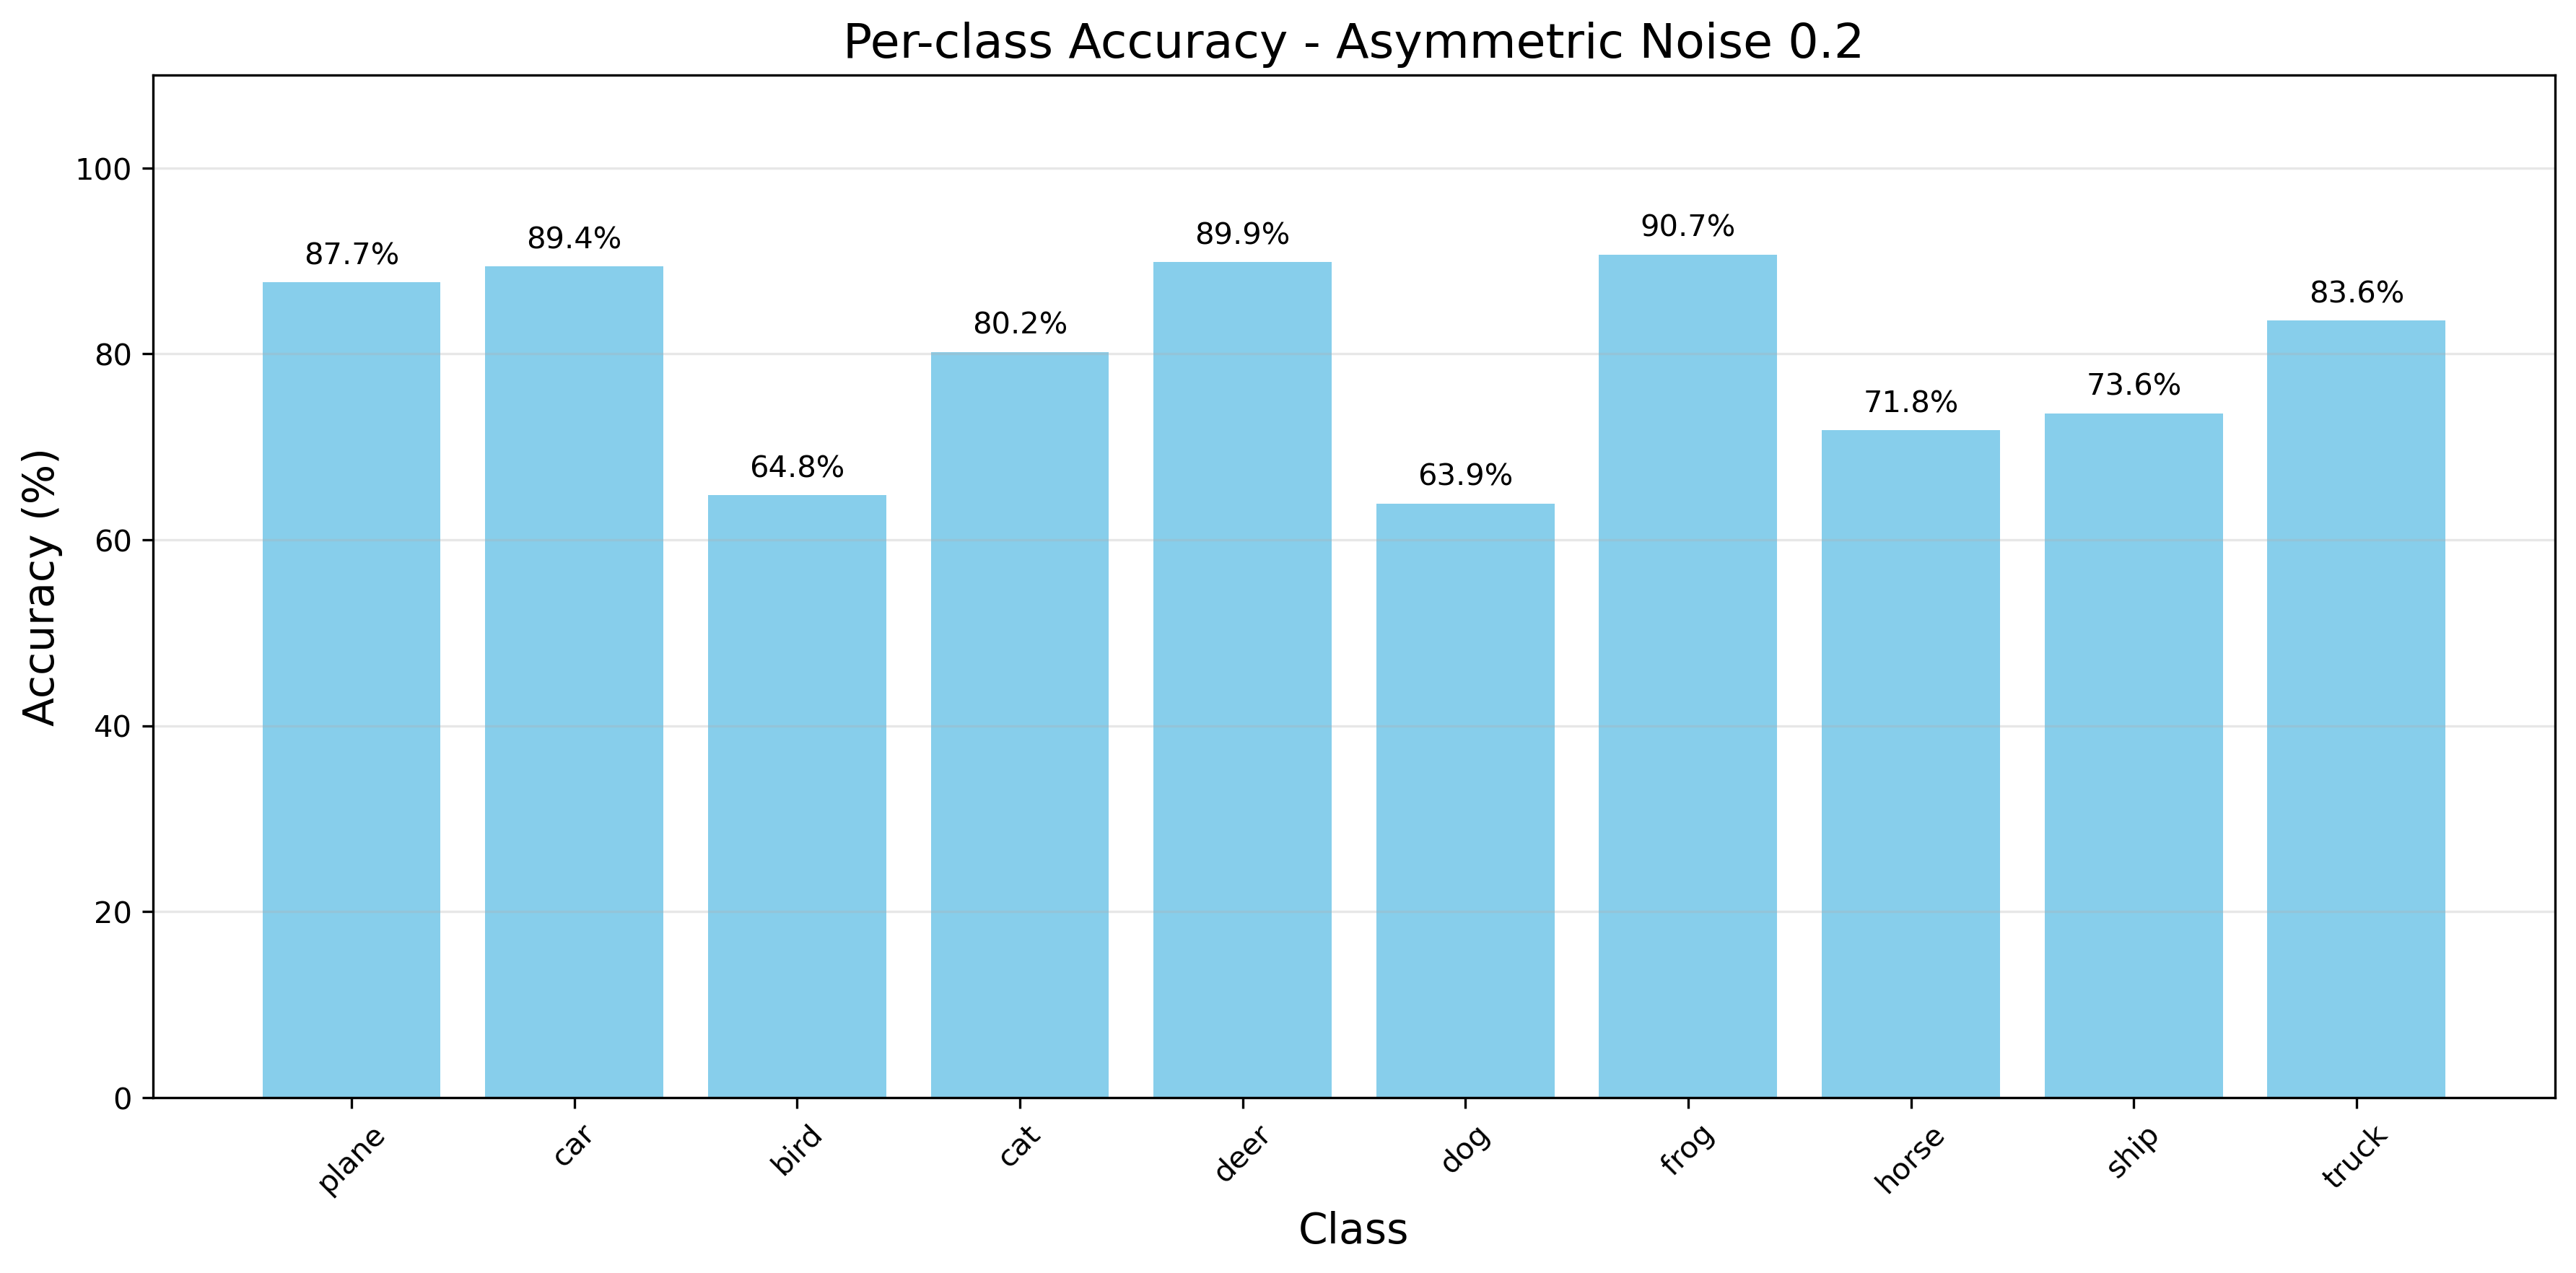 Per-class Accuracy - Asymmetric Noise 0.2
Accuracy (%)
100
80
60
40
20
0
87.7%
89.4%
64.8%
80.2%
89.9%
63.9%
90.7%
71.8%
73.6%
83.6%
plane
car
bird
cat
deer
dog
frog
horse
ship
truck
Class